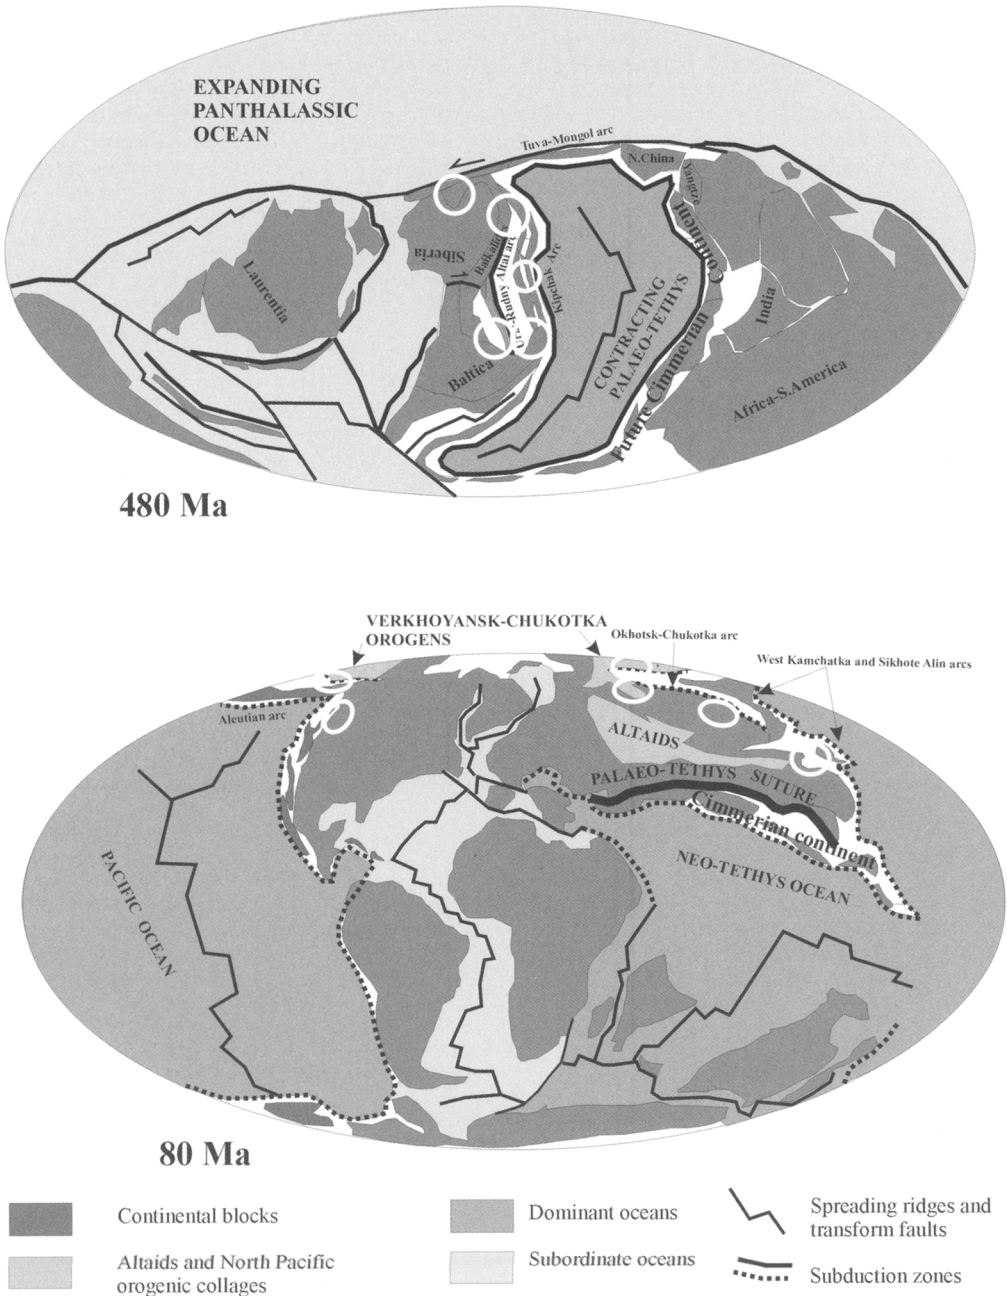 EXPANDING
PANTHALASSIC
OCEAN
Tuva-Mongol arc
N.China
Yangtze
Siberia
Baikalid
Altai arc
Kipchak Arc
Laurentia
Baltica
CONTRACTING
PALAEO-TETHYS
Future Cimmerian Continent
India
Africa-S.America
480 Ma
VERKHOYANSK-CHUKOTKA
OROGENS
Okhotsk-Chukotka arc
West Kamchatka and Sikhote Alin arcs
Aleutian arc
ALTAIDS
PALAEO-TETHYS SUTURE
Cimmerian continent
NEO-TETHYS OCEAN
PACIFIC OCEAN
80 Ma
Continental blocks
Altaids and North Pacific
orogenic collages
Dominant oceans
Subordinate oceans
Spreading ridges and
transform faults
Subduction zones